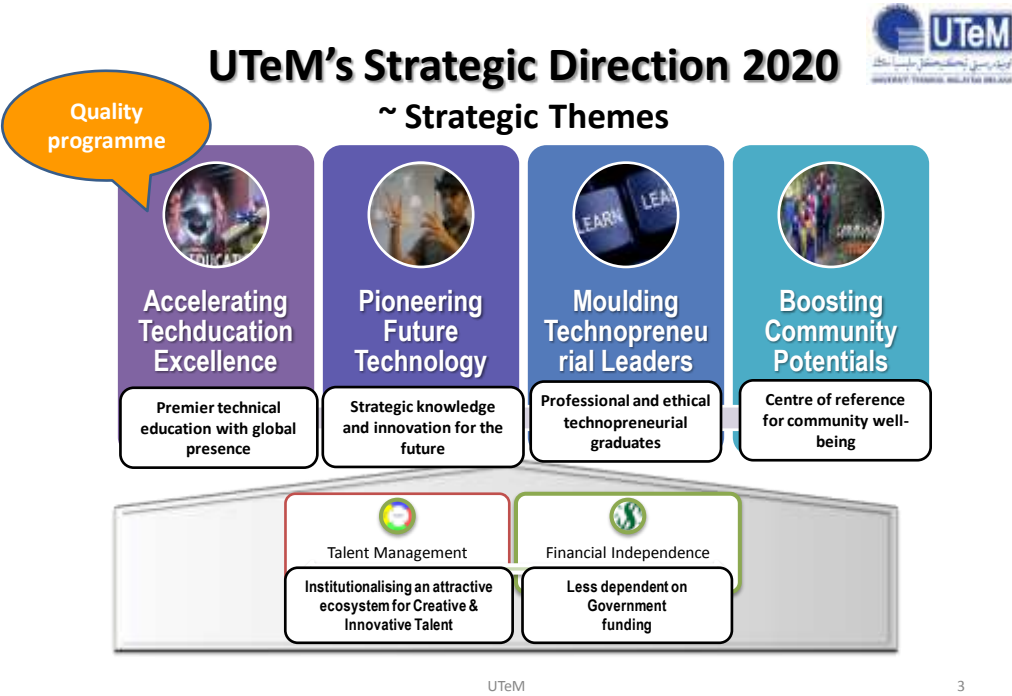 UTeM
UTeM's Strategic Direction 2020
~ Strategic Themes
Quality
programme
Accelerating
Techducation
Excellence
Premier technical
education with global
presence
Pioneering
Future
Technology
Strategic knowledge
and innovation for the
future
LEARN
LEA
Moulding
Technopreneu
rial Leaders
Professional and ethical
technopreneurial
graduates
Boosting
Community
Potentials
Centre of reference
for community well-
being
Talent Management
Institutionalising an attractive
ecosystem for Creative &
Innovative Talent
Financial Independence
Less dependent on
Government
funding
UTeM
3